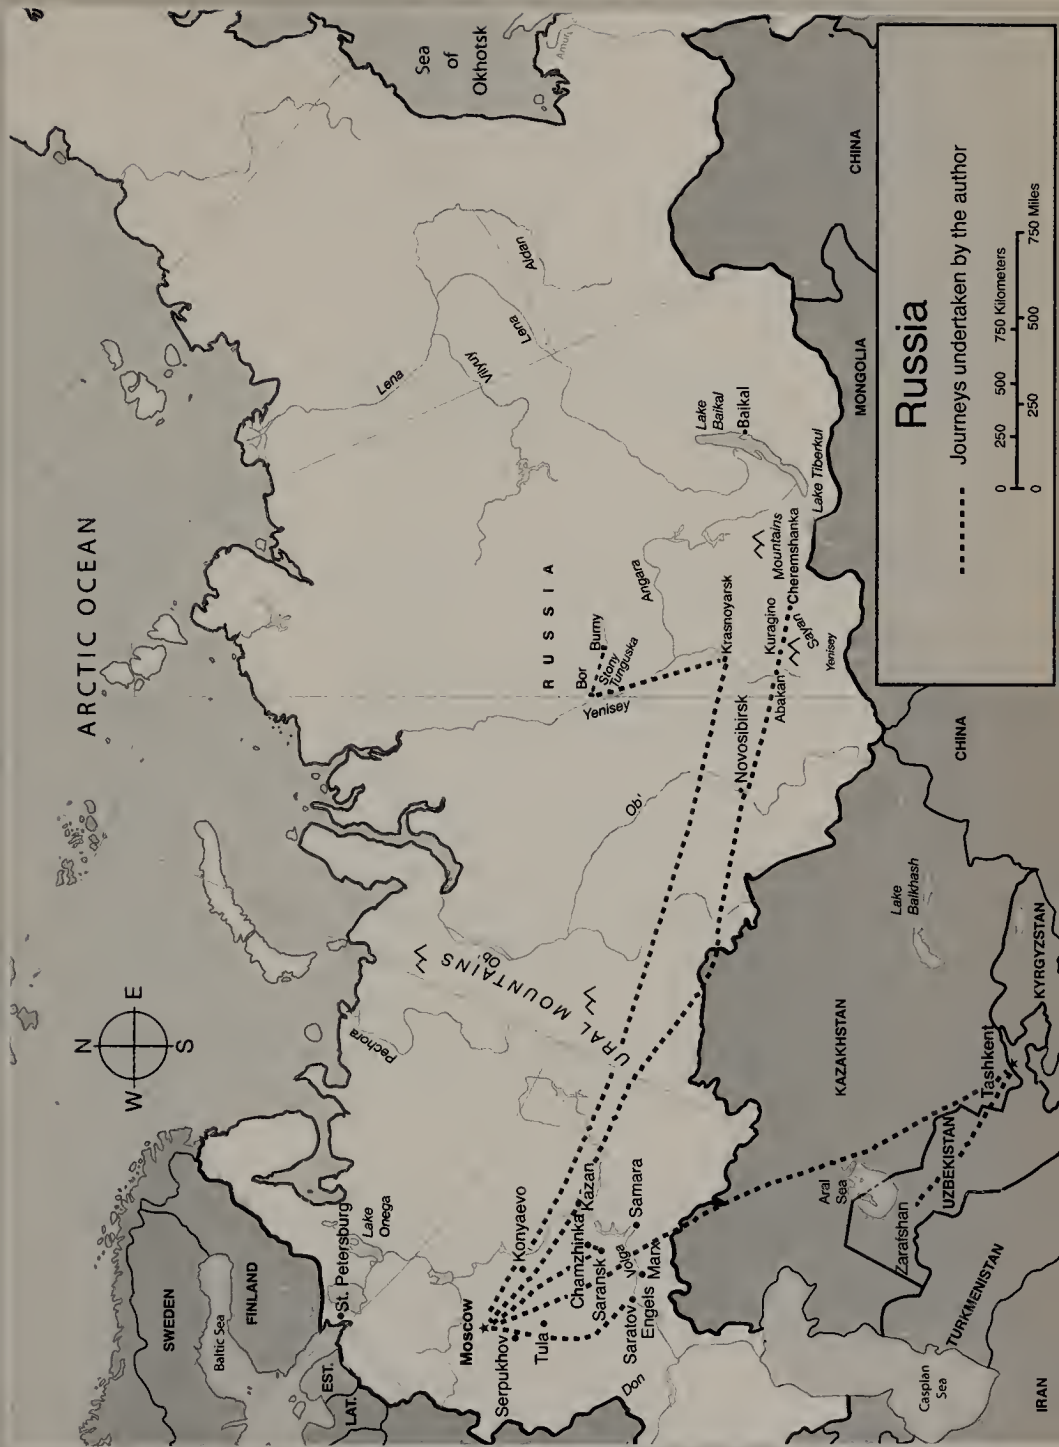 ARCTIC OCEAN
Sea
of
Okhotsk
Amur
N
W
E
S
SWEDEN
Baltic Sea
FINLAND
EST.
LAT.
St. Petersburg
Lake
Onega
Pechora
URAL MOUNTAINS
Ob'
Ob'
RUSSIA
Lena
Vilyuy
Lena
Aldan
Bor
Burny
Stony
Tunguska
Yenisey
Angara
Krasnoyarsk
Novosibirsk
Abakan
Kuragino
Cheremshanka
Sayan
Mountains
Yenisey
Lake
Baikal
Baikal
Lake Tiberkul
Moscow
Serpukhov
Tula
Konyaevo
Chamzhinka
Kazan
Saransk
Samara
Volga
Saratov
Engels
Marx
Don
Caspian
Sea
Aral
Sea
Zarafshan
UZBEKISTAN
Tashkent
TURKMENISTAN
IRAN
KAZAKHSTAN
Lake
Balkhash
KYRGYZSTAN
CHINA
MONGOLIA
CHINA
Russia
Journeys undertaken by the author
0 250 500 750 Kilometers
0 250 500 750 Miles